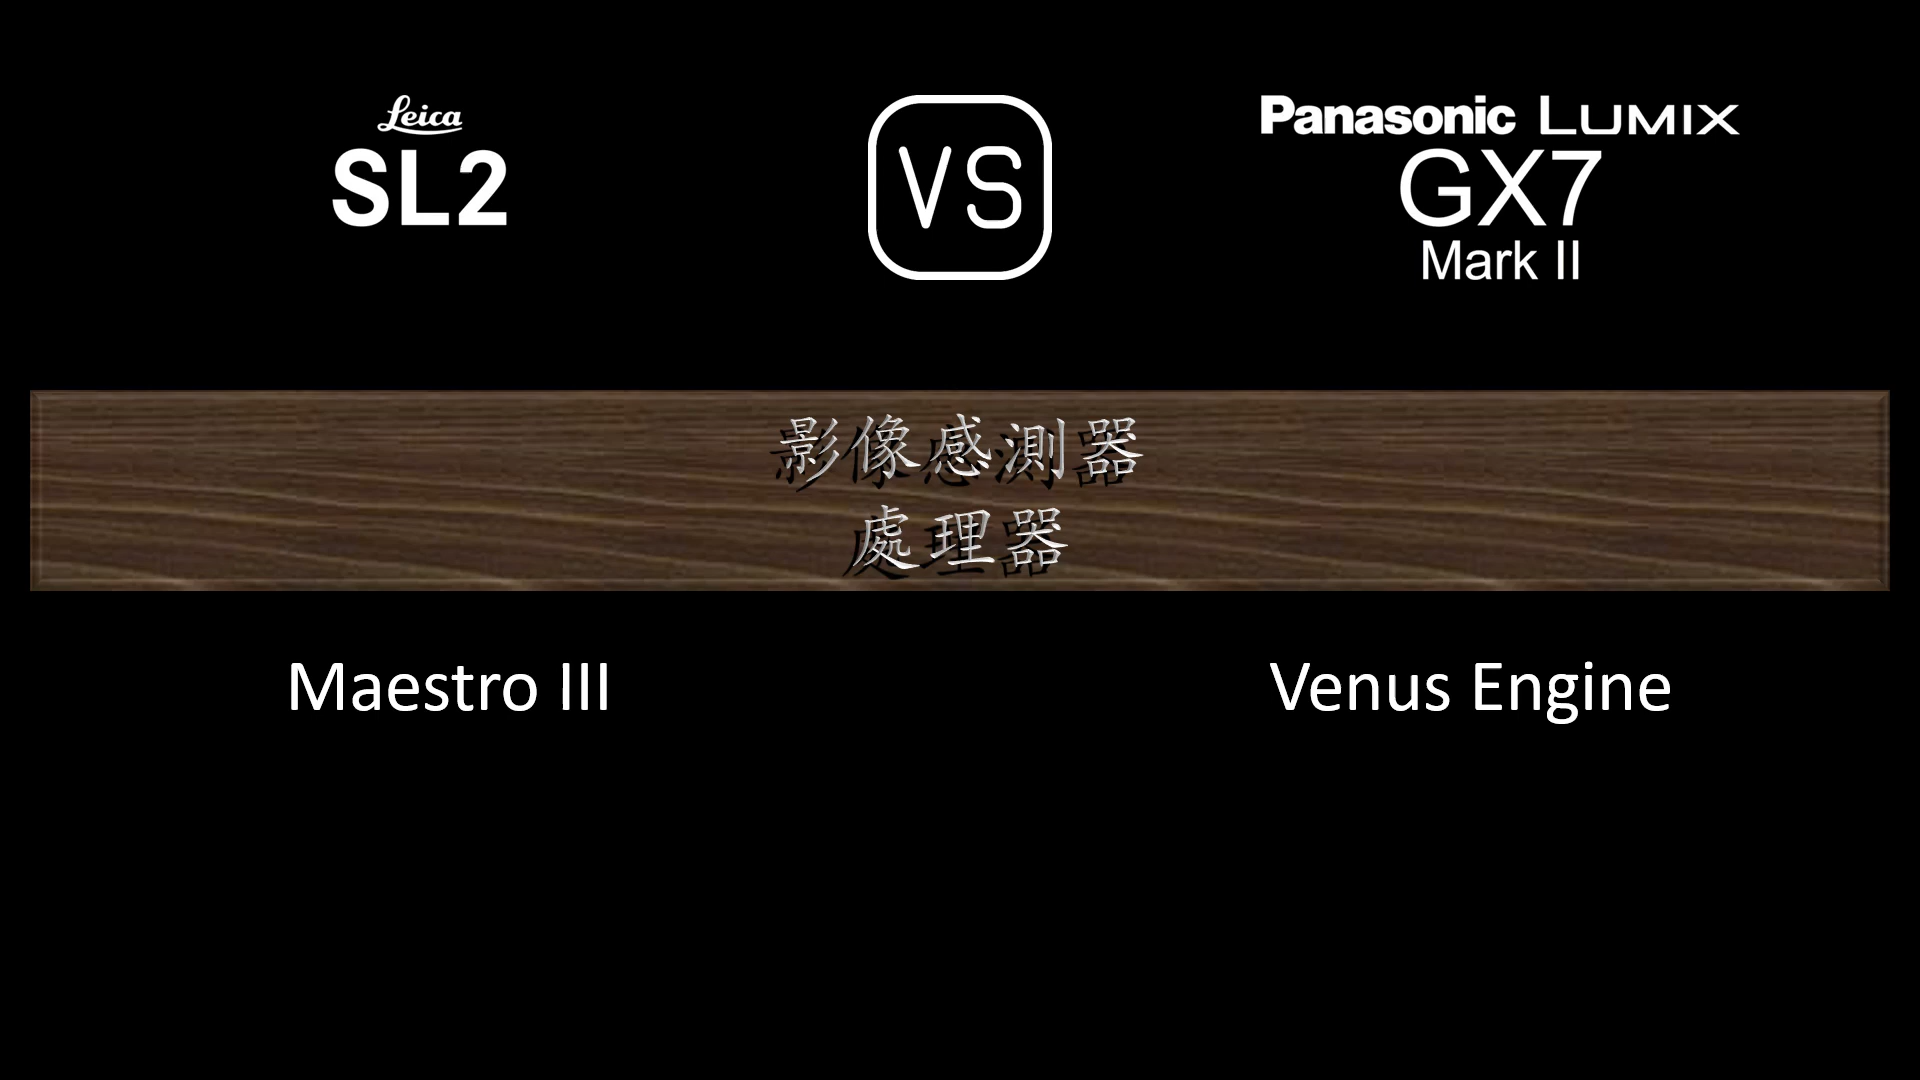 Leica
SL2
VS
Panasonic LUMIX
GX7
Mark II
影像感測器
處理器
Maestro III
Venus Engine